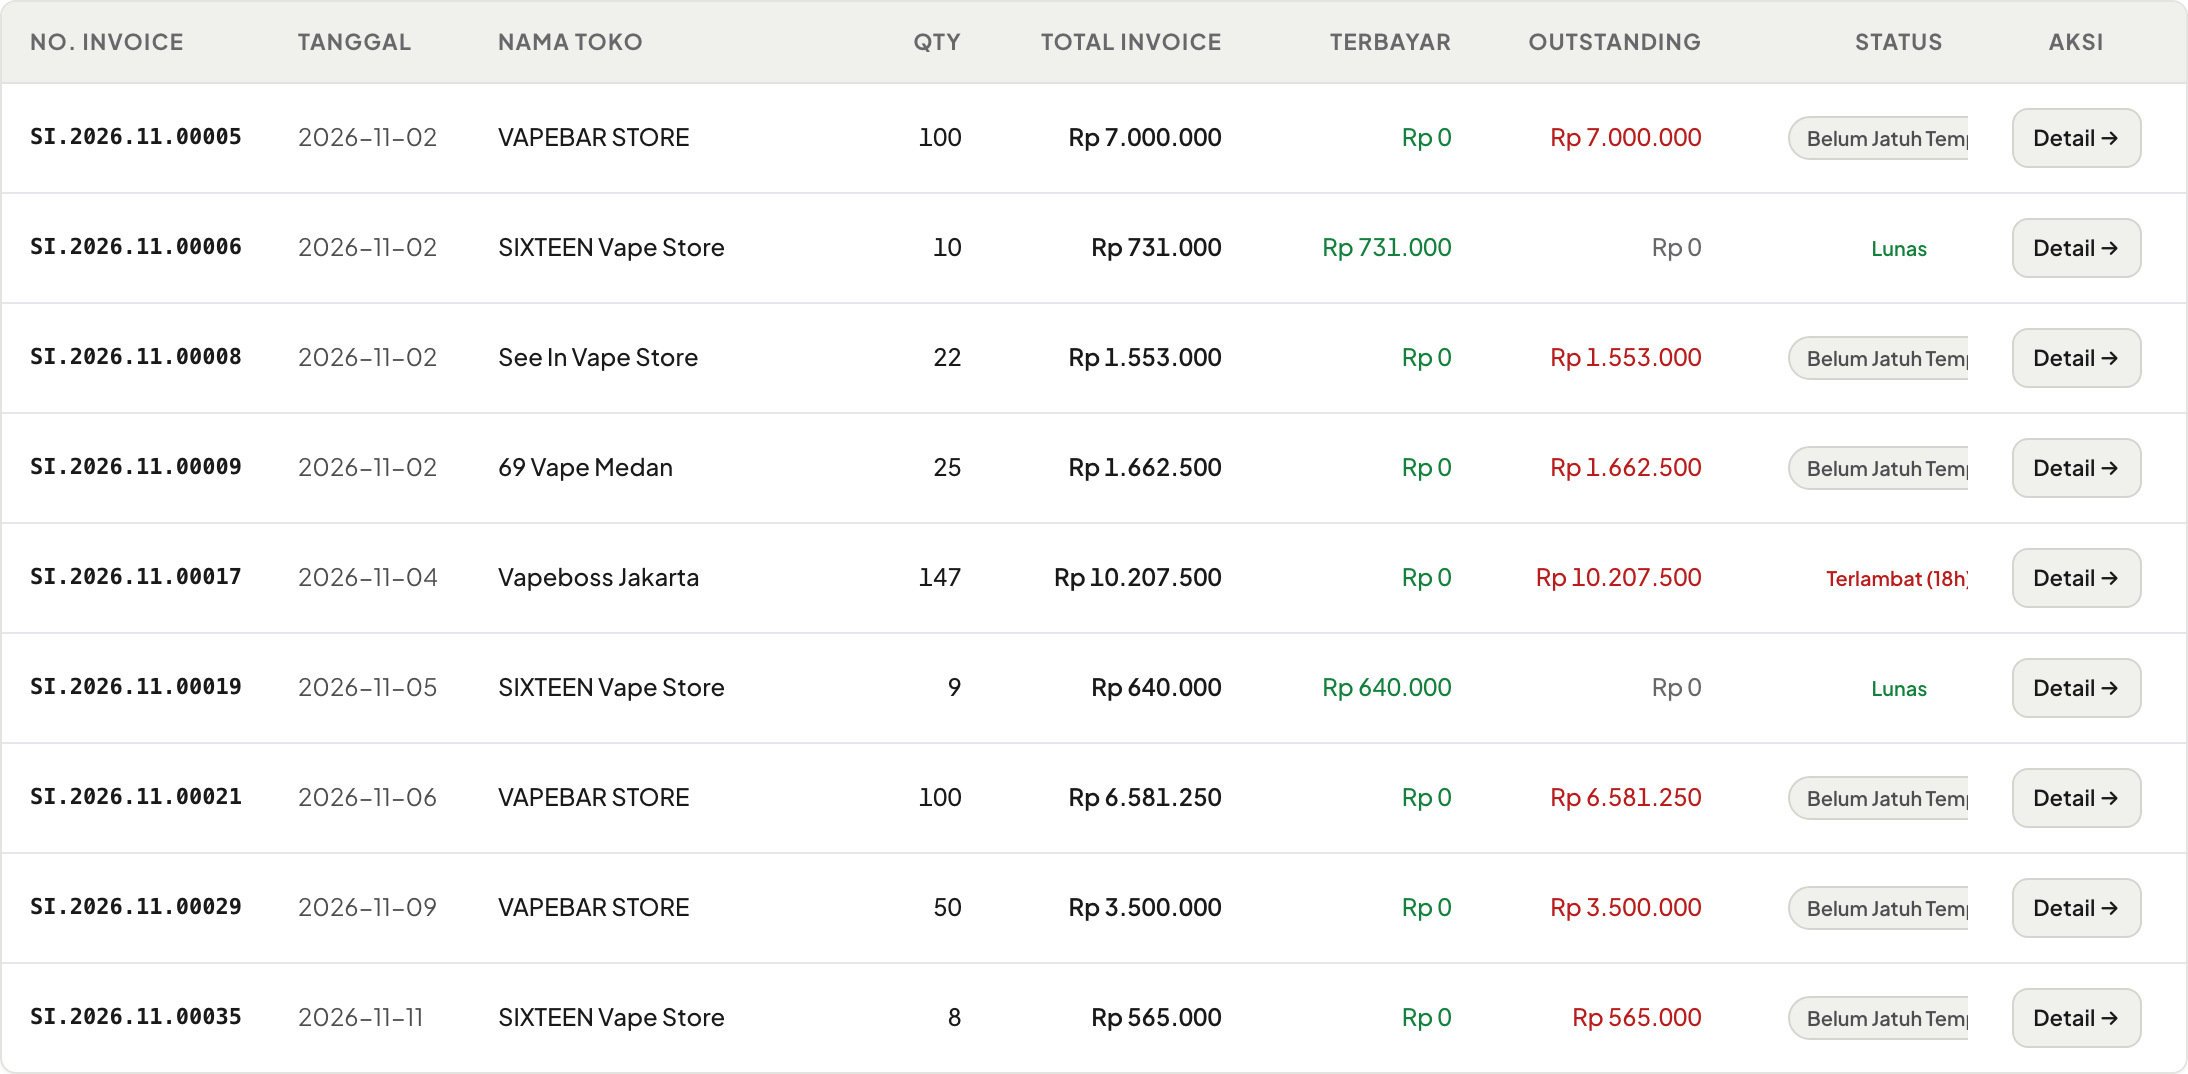 NO. INVOICE TANGGAL NAMA TOKO QTY TOTAL INVOICE TERBAYAR OUTSTANDING STATUS AKSI
SI.2026.11.00005 2026-11-02 VAPEBAR STORE 100 Rp 7.000.000 Rp 0 Rp 7.000.000 Belum Jatuh Temp Detail →
SI.2026.11.00006 2026-11-02 SIXTEEN Vape Store 10 Rp 731.000 Rp 731.000 Rp 0 Lunas Detail →
SI.2026.11.00008 2026-11-02 See In Vape Store 22 Rp 1.553.000 Rp 0 Rp 1.553.000 Belum Jatuh Temp Detail →
SI.2026.11.00009 2026-11-02 69 Vape Medan 25 Rp 1.662.500 Rp 0 Rp 1.662.500 Belum Jatuh Temp Detail →
SI.2026.11.00017 2026-11-04 Vapeboss Jakarta 147 Rp 10.207.500 Rp 0 Rp 10.207.500 Terlambat (18h) Detail →
SI.2026.11.00019 2026-11-05 SIXTEEN Vape Store 9 Rp 640.000 Rp 640.000 Rp 0 Lunas Detail →
SI.2026.11.00021 2026-11-06 VAPEBAR STORE 100 Rp 6.581.250 Rp 0 Rp 6.581.250 Belum Jatuh Temp Detail →
SI.2026.11.00029 2026-11-09 VAPEBAR STORE 50 Rp 3.500.000 Rp 0 Rp 3.500.000 Belum Jatuh Temp Detail →
SI.2026.11.00035 2026-11-11 SIXTEEN Vape Store 8 Rp 565.000 Rp 0 Rp 565.000 Belum Jatuh Temp Detail →